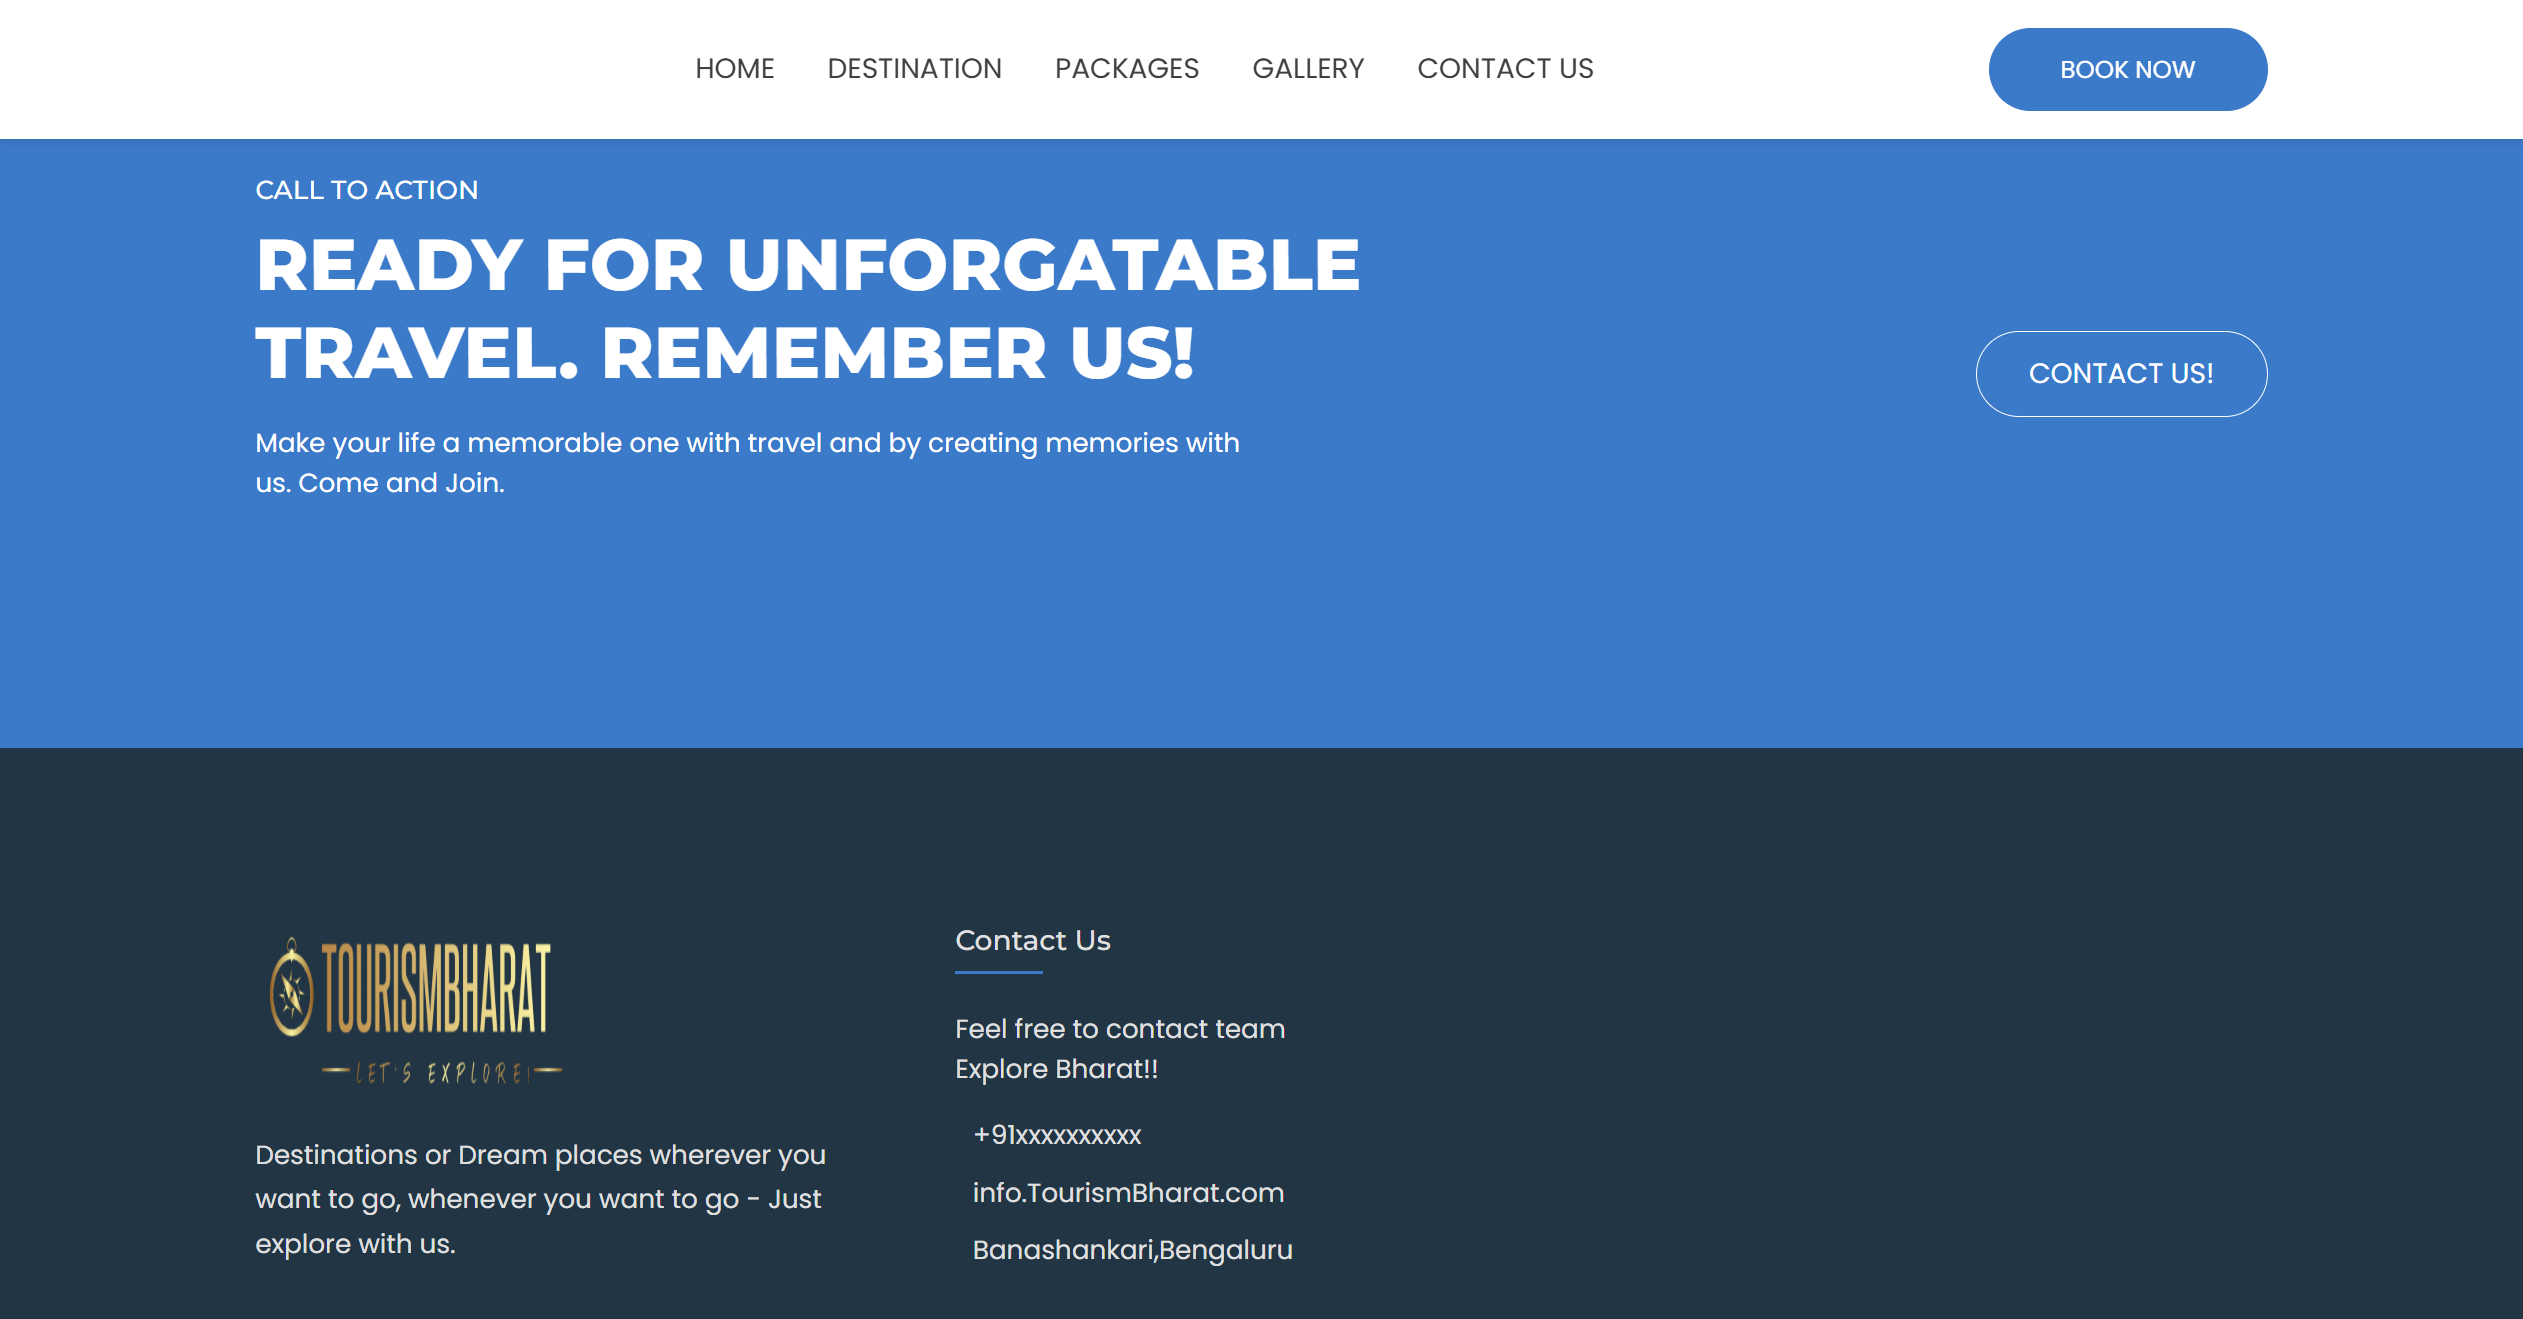 HOME DESTINATION PACKAGES GALLERY CONTACT US BOOK NOW
CALL TO ACTION
READY FOR UNFORGATABLE
TRAVEL. REMEMBER US!
Make your life a memorable one with travel and by creating memories with
us. Come and Join.
CONTACT US!
TOURISMBHARAT
LET'S EXPLORE!
Destinations or Dream places wherever you
want to go, whenever you want to go - Just
explore with us.
Contact Us
Feel free to contact team
Explore Bharat!!
+91xxxxxxxxxx
info.TourismBharat.com
Banashankari,Bengaluru